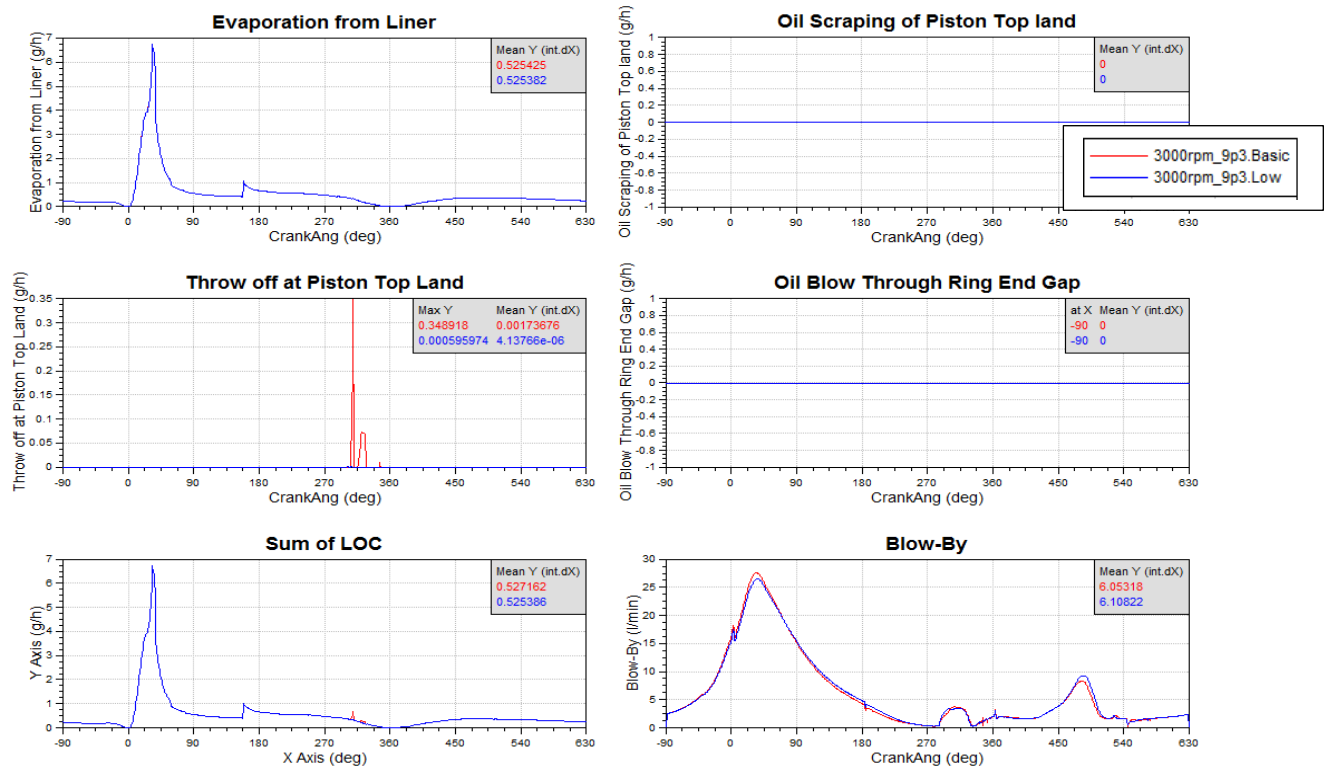 Evaporation from Liner
Evaporation from Liner (g/h)
7
6
5
4
3
2
1
0
Mean Y (int.dX)
0.525425
0.525382
-90 0 90 180 270 360 450 540 630
CrankAng (deg)
Oil Scraping of Piston Top land
Oil Scraping of Piston Top land (g/h)
1
0.8
0.6
0.4
0.2
0
-0.2
-0.4
-0.6
-0.8
-1
Mean Y (int.dX)
0
0
3000rpm_9p3.Basic
3000rpm_9p3.Low
-90 0 90 180 270 360 450 540 630
CrankAng (deg)
Throw off at Piston Top Land
Throw off at Piston Top Land (g/h)
0.35
0.3
0.25
0.2
0.15
0.1
0.05
0
Max Y Mean Y (int.dX)
0.348918 0.00173676
0.000595974 4.13766e-06
-90 0 90 180 270 360 450 540 630
CrankAng (deg)
Oil Blow Through Ring End Gap
Oil Blow Through Ring End Gap (g/h)
1
0.8
0.6
0.4
0.2
0
-0.2
-0.4
-0.6
-0.8
-1
at X Mean Y (int.dX)
-90 0
-90 0
-90 0 90 180 270 360 450 540 630
CrankAng (deg)
Sum of LOC
Y Axis (g/h)
7
6
5
4
3
2
1
0
Mean Y (int.dX)
0.527162
0.525386
-90 0 90 180 270 360 450 540 630
X Axis (deg)
Blow-By
Blow-By (l/min)
30
25
20
15
10
5
0
Mean Y (int.dX)
6.05318
6.10822
-90 0 90 180 270 360 450 540 630
CrankAng (deg)